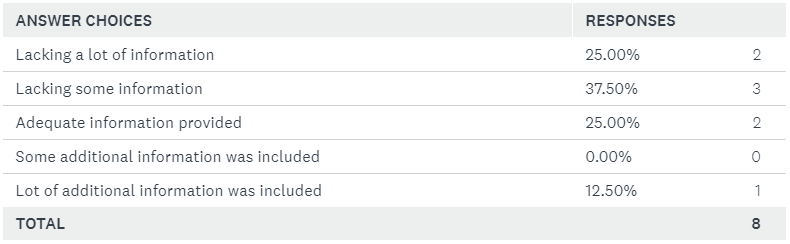 ANSWER CHOICES RESPONSES
Lacking a lot of information 25.00% 2
Lacking some information 37.50% 3
Adequate information provided 25.00% 2
Some additional information was included 0.00% 0
Lot of additional information was included 12.50% 1
TOTAL 8